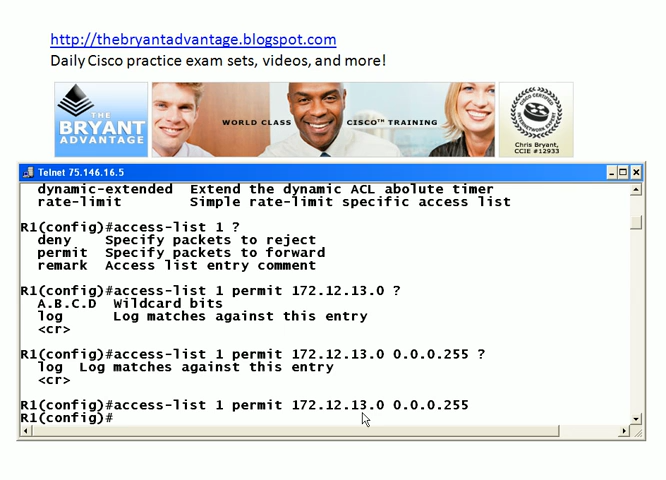 http://thebryantadvantage.blogspot.com
Daily Cisco practice exam sets, videos, and more!
THE
BRYANT
ADVANTAGE
WORLD CLASS CISCO™ TRAINING
CISCO CERTIFIED
INTERNETWORK EXPERT
Chris Bryant,
CCIE #12933
Telnet 75.146.16.5
dynamic-extended Extend the dynamic ACL abolute timer
rate-limit Simple rate-limit specific access list
R1(config)#access-list 1 ?
deny Specify packets to reject
permit Specify packets to forward
remark Access list entry comment
R1(config)#access-list 1 permit 172.12.13.0 ?
A.B.C.D Wildcard bits
log Log matches against this entry
<cr>
R1(config)#access-list 1 permit 172.12.13.0 0.0.0.255 ?
log Log matches against this entry
<cr>
R1(config)#access-list 1 permit 172.12.13.0 0.0.0.255
R1(config)#